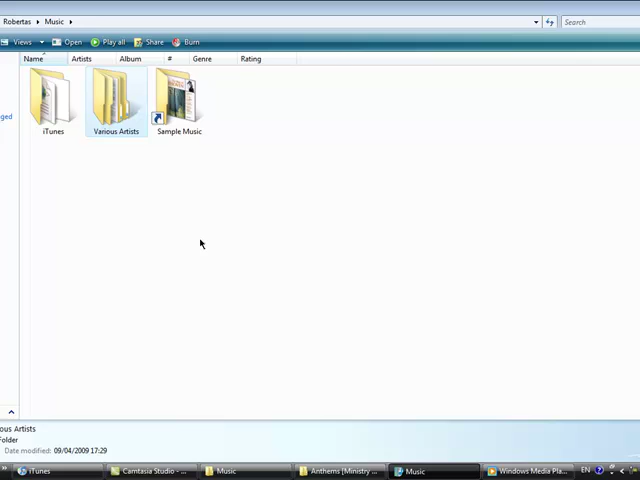 Robertas ▸ Music ▸
Search
Views Open Play all Share Burn
Name Artists Album # Genre Rating
iTunes
Various Artists
Sample Music
ged
ous Artists
Folder
Date modified: 09/04/2009 17:29
iTunes
Camtasia Studio - ...
Music
Anthems [Ministry ...
Music
Windows Media Pla...
EN